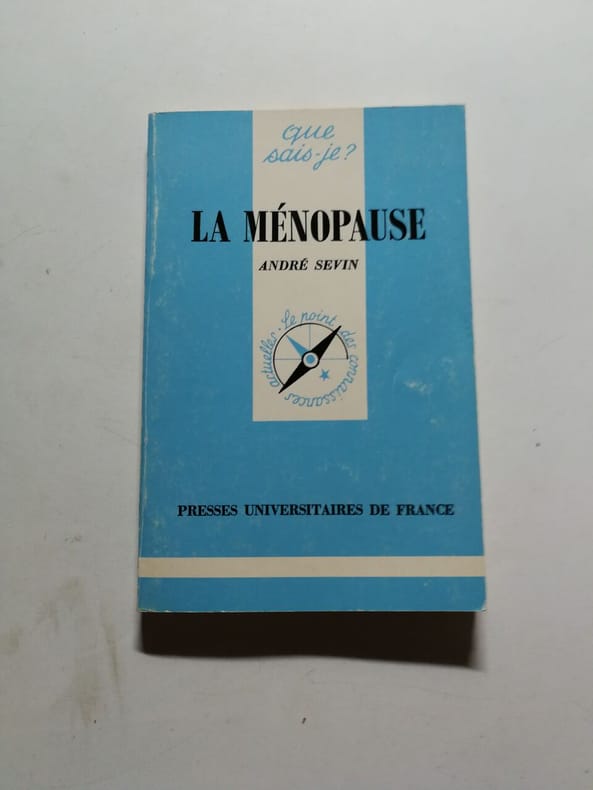 que
sais-je?
LA MÉNOPAUSE
ANDRÉ SEVIN
Le point des connaissances actuelles.
PRESSES UNIVERSITAIRES DE FRANCE